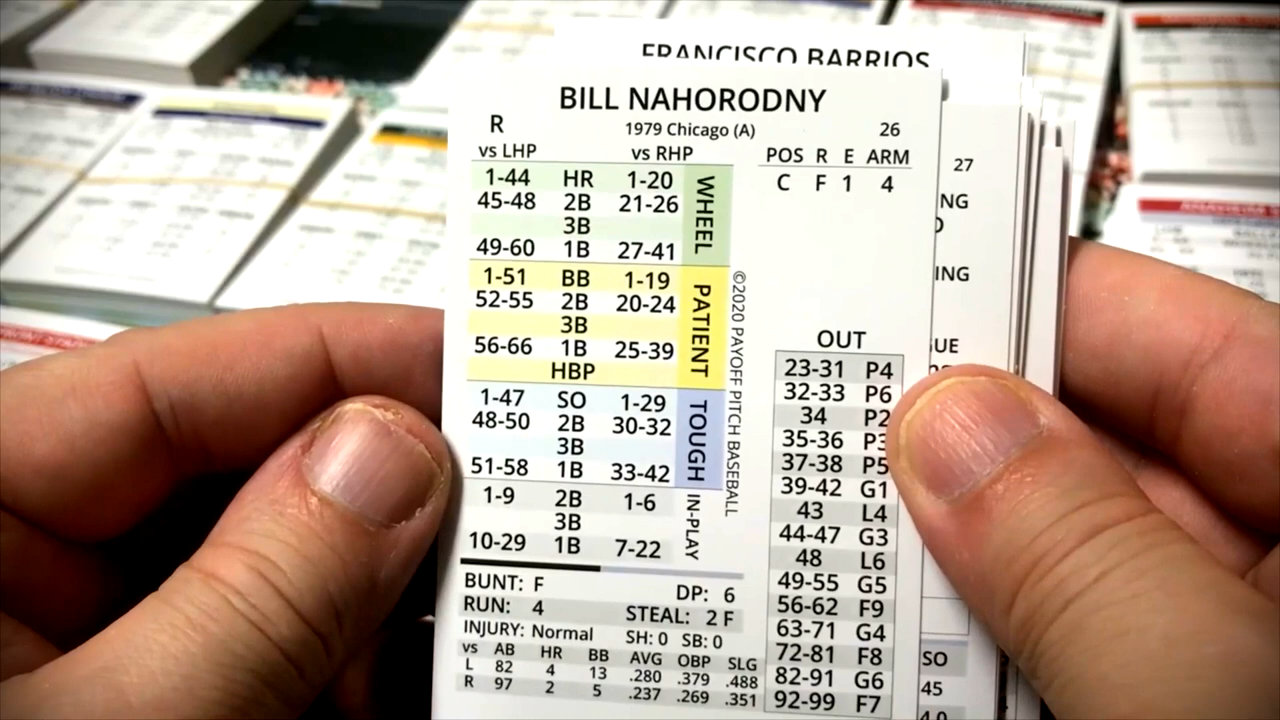 FRANCISCO BARRIOS
BILL NAHORODNY
R 1979 Chicago (A) 26
vs LHP vs RHP POS R E ARM
C F 1 4
1-44 HR 1-20
45-48 2B 21-26
3B
49-60 1B 27-41
WHEEL
1-51 BB 1-19
52-55 2B 20-24
3B
56-66 1B 25-39
HBP
PATIENT
1-47 SO 1-29
48-50 2B 30-32
3B
51-58 1B 33-42
TOUGH
1-9 2B 1-6
3B
10-29 1B 7-22
IN-PLAY
©2020 PAYOFF PITCH BASEBALL
BUNT: F DP: 6
RUN: 4 STEAL: 2 F
INJURY: Normal SH: 0 SB: 0
vs AB HR BB AVG OBP SLG
L 82 4 13 .280 .379 .488
R 97 2 5 .237 .269 .351
OUT
23-31 P4
32-33 P6
34 P2
35-36 P3
37-38 P5
39-42 G1
43 L4
44-47 G3
48 L6
49-55 G5
56-62 F9
63-71 G4
72-81 F8
82-91 G6
92-99 F7
27
NG
ING
UE
SO
45
4.0